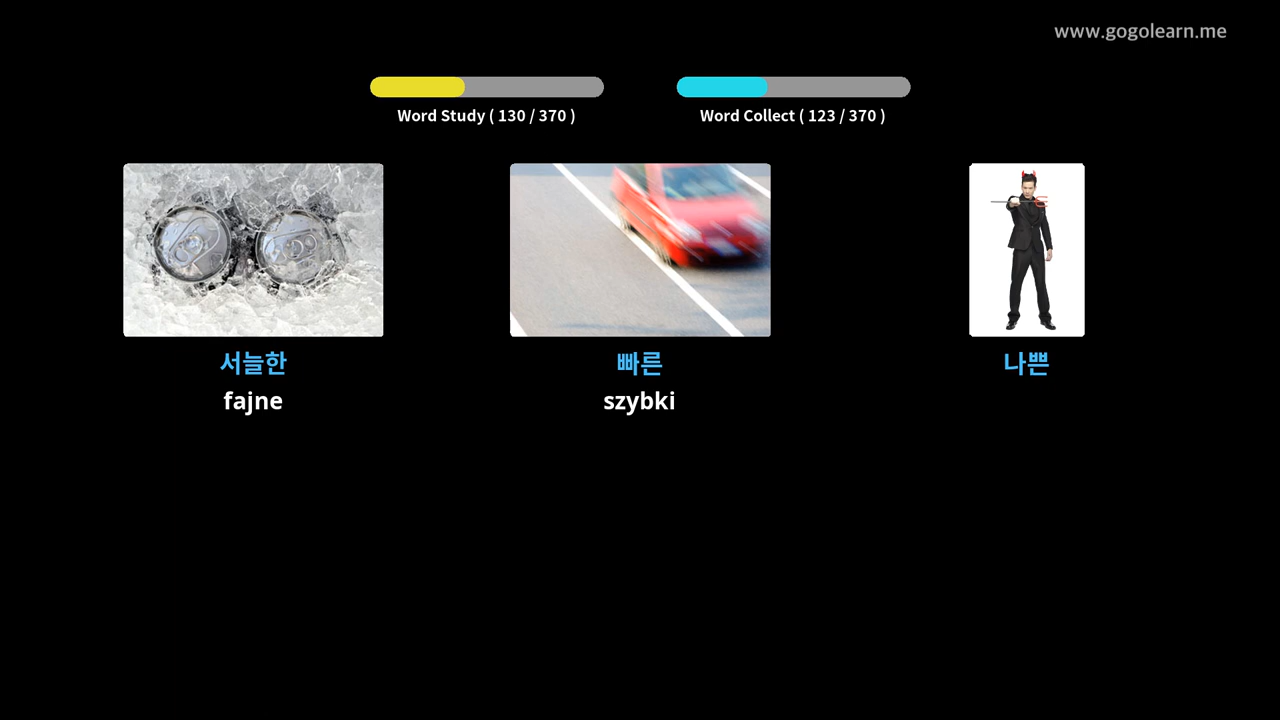 www.gogolearn.me
Word Study ( 130 / 370 )
Word Collect ( 123 / 370 )
서늘한
빠른
나쁜
fajne
szybki